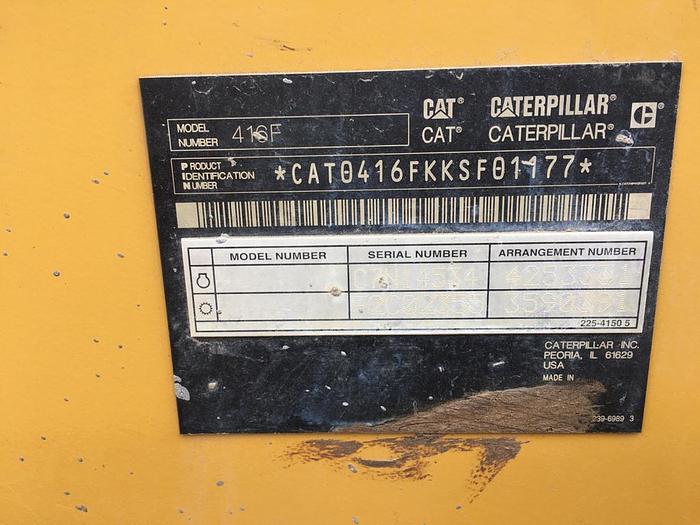 CAT® CATERPILLAR®
CAT® CATERPILLAR®
MODEL NUMBER 416F
PRODUCT IDENTIFICATION NUMBER *CAT0416FKKSF01177*
MODEL NUMBER SERIAL NUMBER ARRANGEMENT NUMBER
C7N14534
225-4150 5
CATERPILLAR INC.
PEORIA, IL 61629
USA
MADE IN
239-6989 3